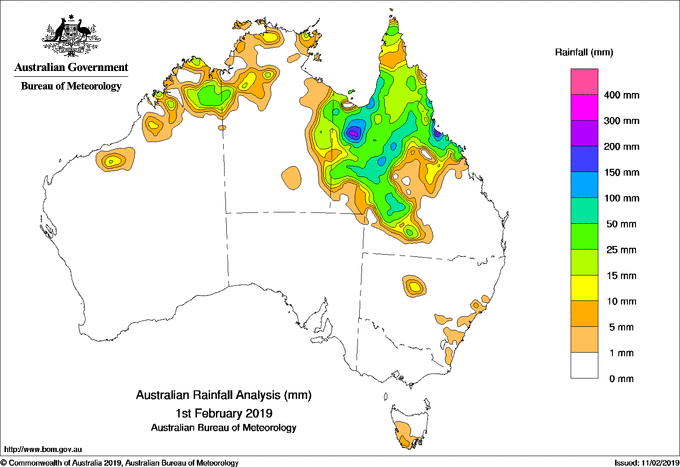 Australian Government
Bureau of Meteorology
Rainfall (mm)
400 mm
300 mm
200 mm
150 mm
100 mm
50 mm
25 mm
15 mm
10 mm
5 mm
1 mm
0 mm
Australian Rainfall Analysis (mm)
1st February 2019
Australian Bureau of Meteorology
http://www.bom.gov.au
© Commonwealth of Australia 2019, Australian Bureau of Meteorology
Issued: 11/02/2019